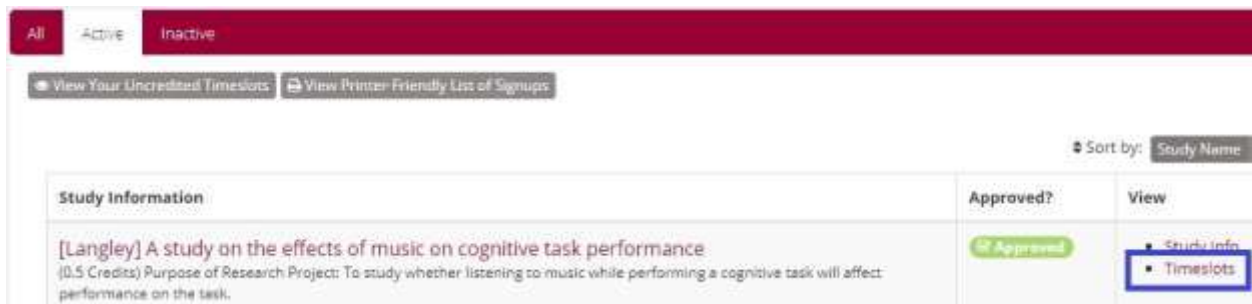 All Active Inactive
View Your Uncredited Timeslots View Printer-Friendly List of Signups
Sort by: Study Name
Study Information Approved? View
[Langley] A study on the effects of music on cognitive task performance Approved • Study Info
(0.5 Credits) Purpose of Research Project: To study whether listening to music while performing a cognitive task will affect • Timeslots
performance on the task.